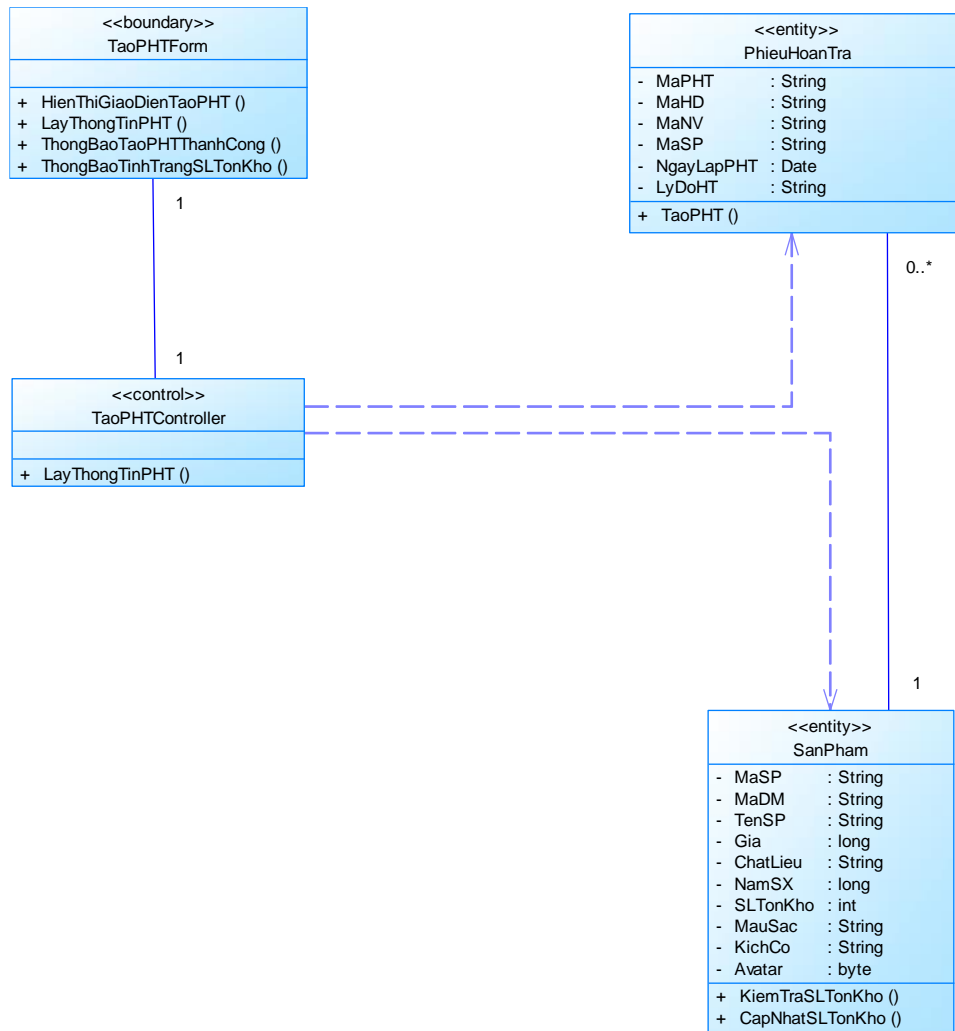 <<boundary>>
TaoPHTForm
+ HienThiGiaoDienTaoPHT ()
+ LayThongTinPHT ()
+ ThongBaoTaoPHTThanhCong ()
+ ThongBaoTinhTrangSLTonKho ()
1
1
<<control>>
TaoPHTController
+ LayThongTinPHT ()
<<entity>>
PhieuHoanTra
- MaPHT : String
- MaHD : String
- MaNV : String
- MaSP : String
- NgayLapPHT : Date
- LyDoHT : String
+ TaoPHT ()
0..*
1
<<entity>>
SanPham
- MaSP : String
- MaDM : String
- TenSP : String
- Gia : long
- ChatLieu : String
- NamSX : long
- SLTonKho : int
- MauSac : String
- KichCo : String
- Avatar : byte
+ KiemTraSLTonKho ()
+ CapNhatSLTonKho ()